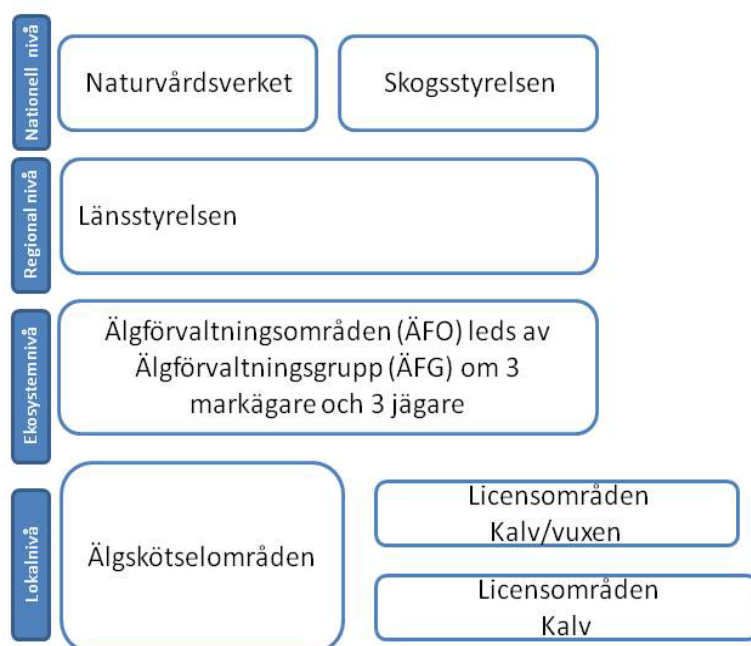 Nationell nivå
Naturvårdsverket
Skogsstyrelsen
Regional nivå
Länsstyrelsen
Ekosystemnivå
Älgförvaltningsområden (ÄFO) leds av
Älgförvaltningsgrupp (ÄFG) om 3
markägare och 3 jägare
Lokalnivå
Älgskötselområden
Licensområden
Kalv/vuxen
Licensområden
Kalv